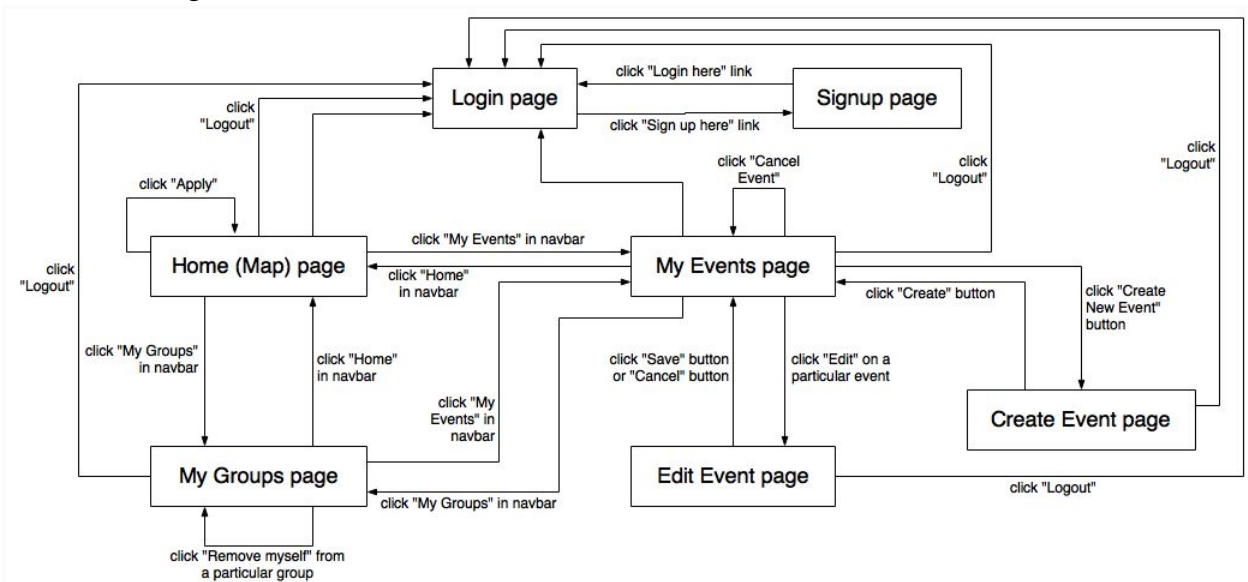 click "Login here" link
Login page
Signup page
click "Sign up here" link
click
"Logout"
click "Cancel
Event"
click
"Logout"
click
"Logout"
click "Apply"
click "My Events" in navbar
Home (Map) page
My Events page
click
"Logout"
click "Home"
in navbar
click "Create" button
click "Create
New Event"
button
click "My Groups"
in navbar
click "Home"
in navbar
click "Save" button
or "Cancel" button
click "Edit" on a
particular event
click "My
Events" in
navbar
Create Event page
My Groups page
Edit Event page
click "My Groups" in navbar
click "Logout"
click "Remove myself" from
a particular group